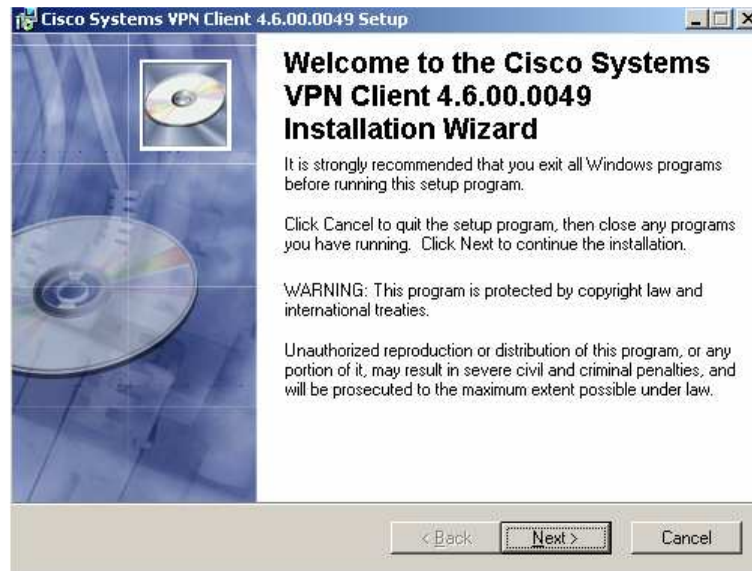 Cisco Systems VPN Client 4.6.00.0049 Setup
Welcome to the Cisco Systems
VPN Client 4.6.00.0049
Installation Wizard
It is strongly recommended that you exit all Windows programs
before running this setup program.
Click Cancel to quit the setup program, then close any programs
you have running. Click Next to continue the installation.
WARNING: This program is protected by copyright law and
international treaties.
Unauthorized reproduction or distribution of this program, or any
portion of it, may result in severe civil and criminal penalties, and
will be prosecuted to the maximum extent possible under law.
< Back Next > Cancel